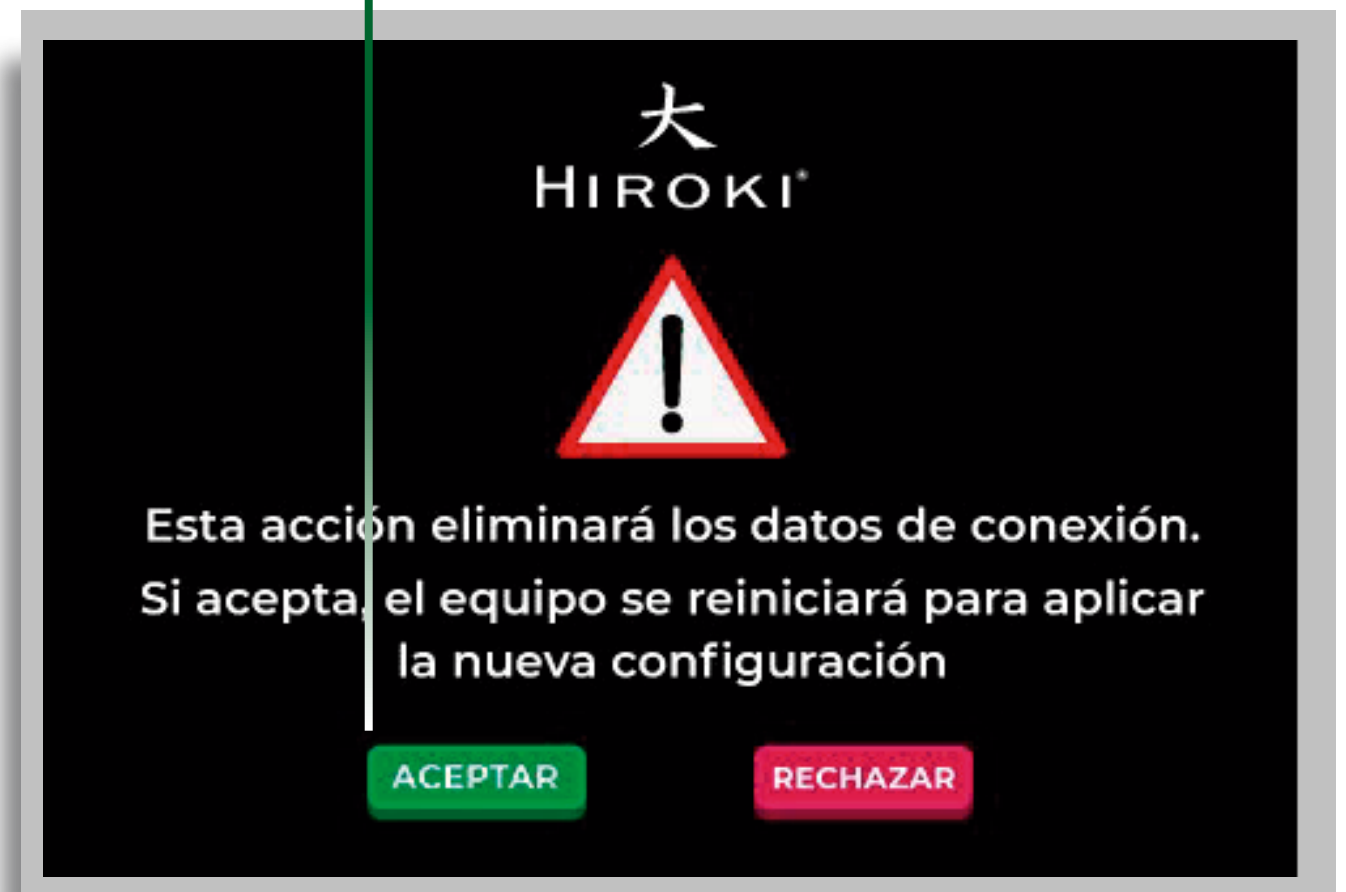 大
HIROKI®
Esta acción eliminará los datos de conexión.
Si acepta, el equipo se reiniciará para aplicar
la nueva configuración
ACEPTAR RECHAZAR